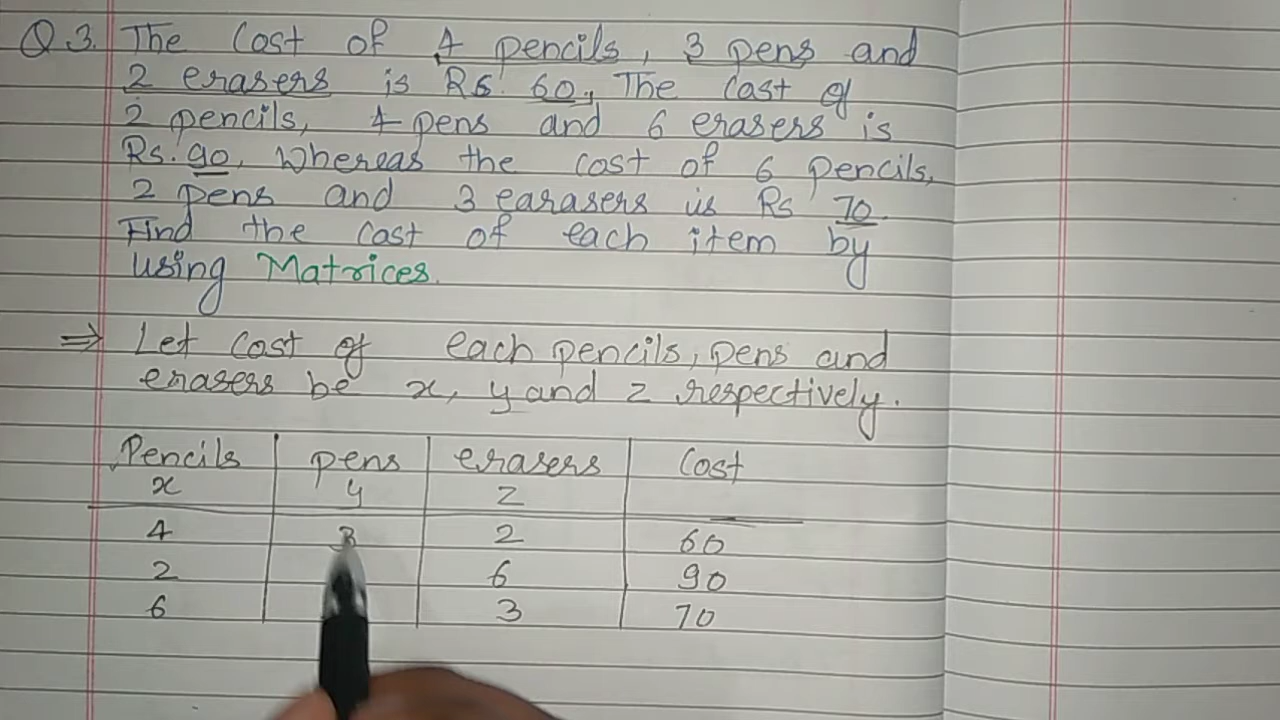 Q 3. The Cost of 4 pencils, 3 pens and
2 erasers is Rs. 60. The Cost of
2 pencils, 4 pens and 6 erasers is
Rs. 90, Whereas the cost of 6 pencils,
2 pens and 3 earasers is Rs 70.
Find the cost of each item by
using Matrices.
⇒ Let Cost of each pencils, pens and
erasers be x, y and z respectively.
Pencils pens erasers Cost
x y z
4 3 2 60
2 6 90
6 3 70